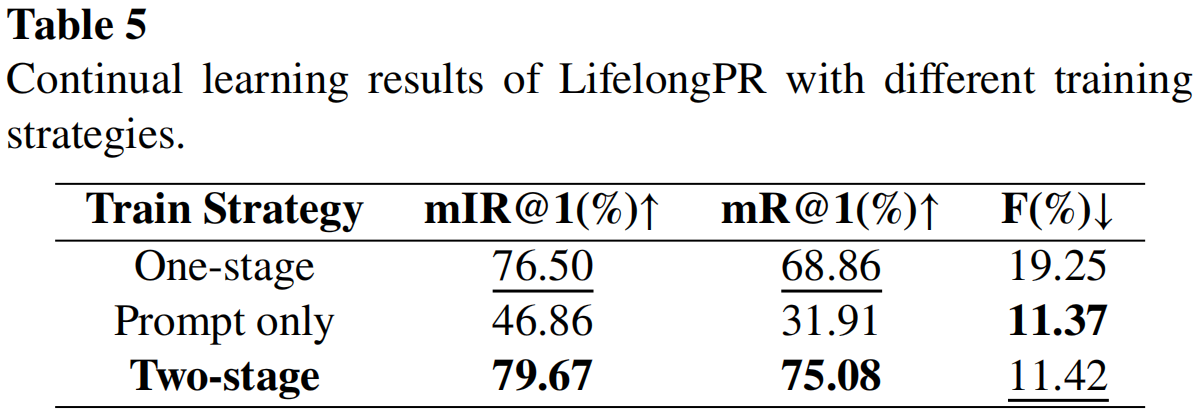 Table 5
Continual learning results of LifelongPR with different training
strategies.
Train Strategy mIR@1(%)↑ mR@1(%)↑ F(%)↓
One-stage 76.50 68.86 19.25
Prompt only 46.86 31.91 11.37
Two-stage 79.67 75.08 11.42